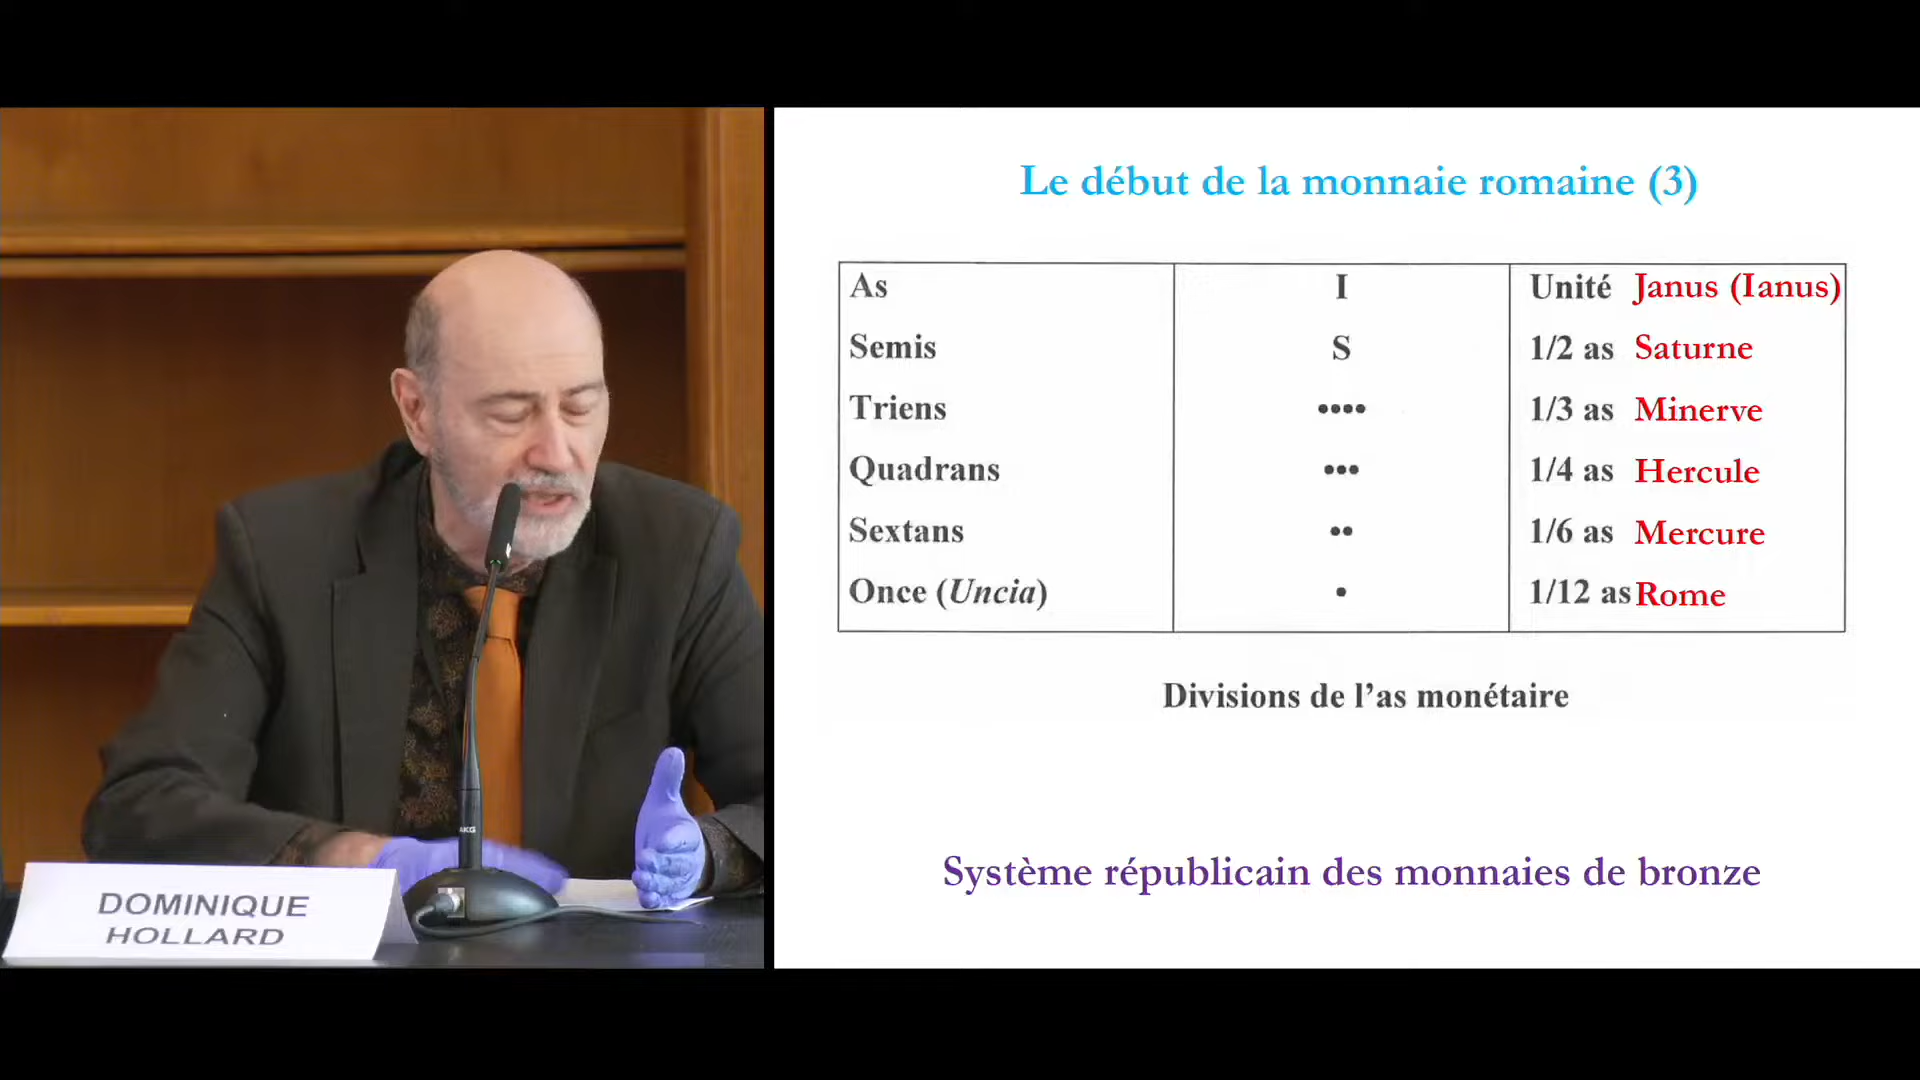 Le début de la monnaie romaine (3)
As I Unité Janus (Ianus)
Semis S 1/2 as Saturne
Triens •••• 1/3 as Minerve
Quadrans ••• 1/4 as Hercule
Sextans •• 1/6 as Mercure
Once (Uncia) • 1/12 as Rome
Divisions de l’as monétaire
Système républicain des monnaies de bronze
AKG
DOMINIQUE
HOLLARD